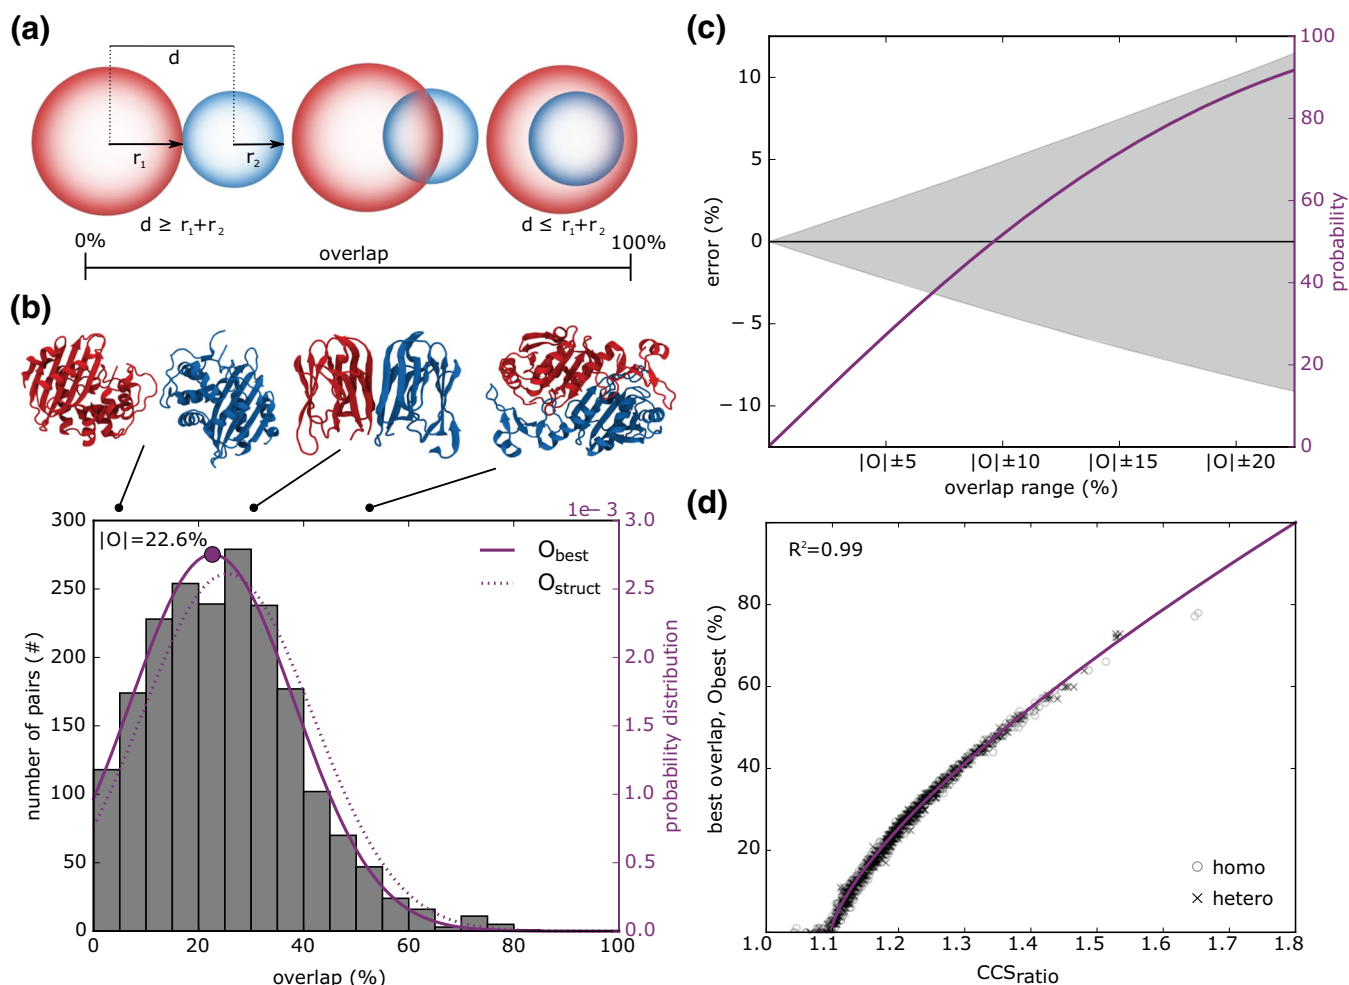 (a)
d
r1
r2
d ≥ r1+r2
d ≤ r1+r2
0%
overlap
100%
(b)
|O|=22.6%
1e−3
Obest
Ostruct
300
250
200
150
100
50
0
number of pairs (#)
3.0
2.5
2.0
1.5
1.0
0.5
0.0
probability distribution
0
20
40
60
80
100
overlap (%)
(c)
10
5
0
−5
−10
error (%)
100
80
60
40
20
0
probability
|O|±5
|O|±10
|O|±15
|O|±20
overlap range (%)
(d)
R²=0.99
80
60
40
20
best overlap, Obest (%)
homo
hetero
1.0
1.1
1.2
1.3
1.4
1.5
1.6
1.7
1.8
CCSratio